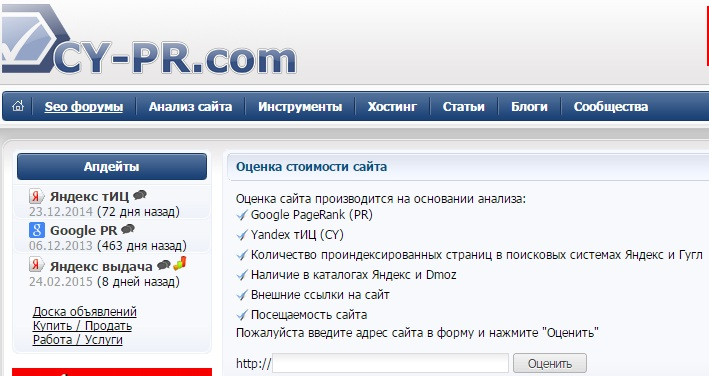 CY-PR.com
Seo форумы Анализ сайта Инструменты Хостинг Статьи Блоги Сообщества
Апдейты
Яндекс тИЦ
23.12.2014 (72 дня назад)
Google PR
06.12.2013 (463 дня назад)
Яндекс выдача
24.02.2015 (8 дней назад)
Доска объявлений
Купить / Продать
Работа / Услуги
Оценка стоимости сайта
Оценка сайта производится на основании анализа:
Google PageRank (PR)
Yandex тИЦ (CY)
Количество проиндексированных страниц в поисковых системах Яндекс и Гугл
Наличие в каталогах Яндекс и Dmoz
Внешние ссылки на сайт
Посещаемость сайта
Пожалуйста введите адрес сайта в форму и нажмите "Оценить"
http:// Оценить